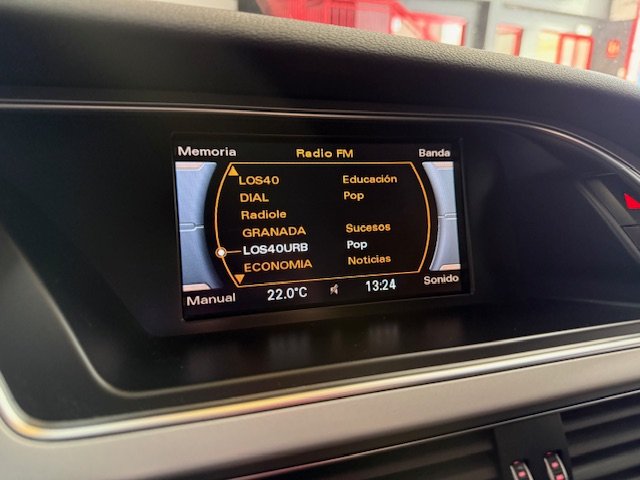 Memoria Radio FM Banda
LOS40 Educación
DIAL Pop
Radiole
GRANADA Sucesos
LOS40URB Pop
ECONOMIA Noticias
Manual 22.0°C 13:24 Sonido